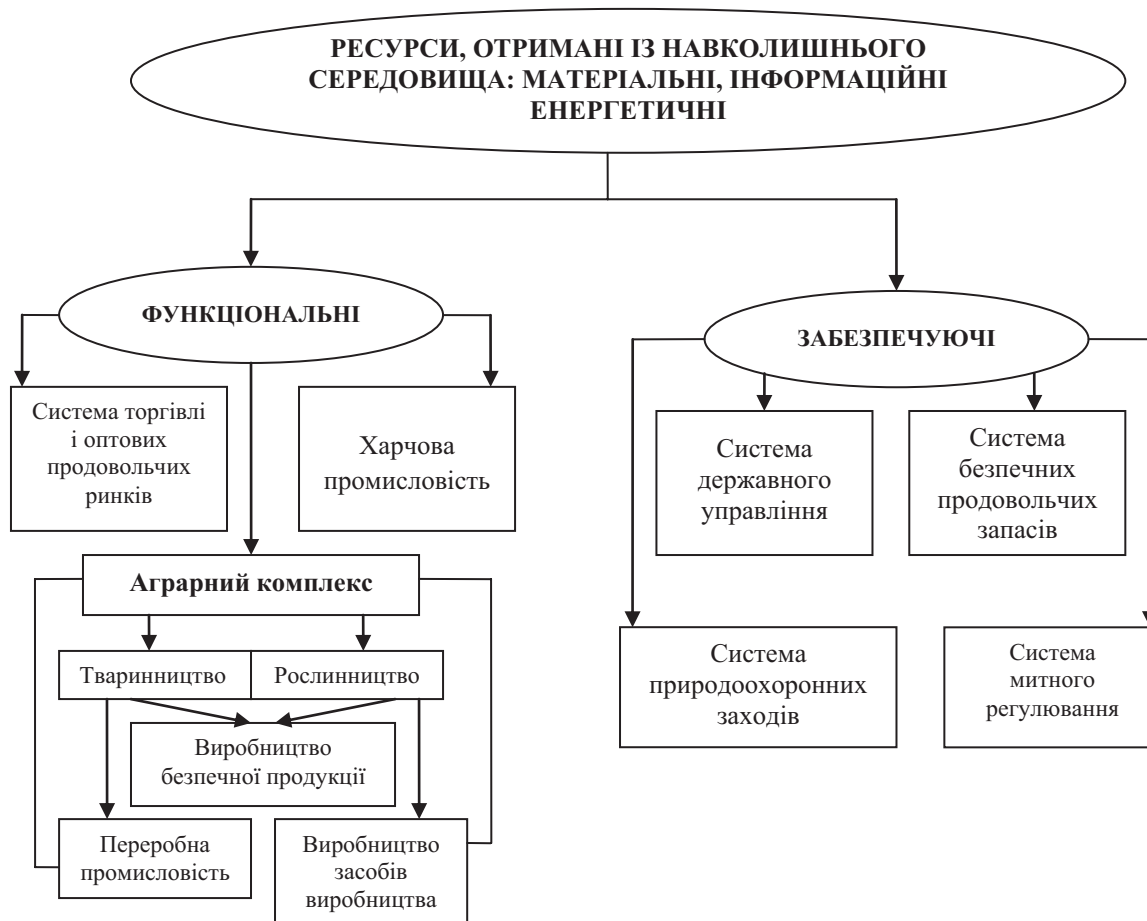 РЕСУРСИ, ОТРИМАНІ ІЗ НАВКОЛИШНЬОГО
СЕРЕДОВИЩА: МАТЕРІАЛЬНІ, ІНФОРМАЦІЙНІ
ЕНЕРГЕТИЧНІ
ФУНКЦІОНАЛЬНІ
ЗАБЕЗПЕЧУЮЧІ
Система торгівлі
і оптових
продовольчих
ринків
Харчова
промисловість
Система
державного
управління
Система
безпечних
продовольчих
запасів
Аграрний комплекс
Тваринництво
Рослинництво
Виробництво
безпечної продукції
Переробна
промисловість
Виробництво
засобів
виробництва
Система
природоохоронних
заходів
Система
митного
регулювання